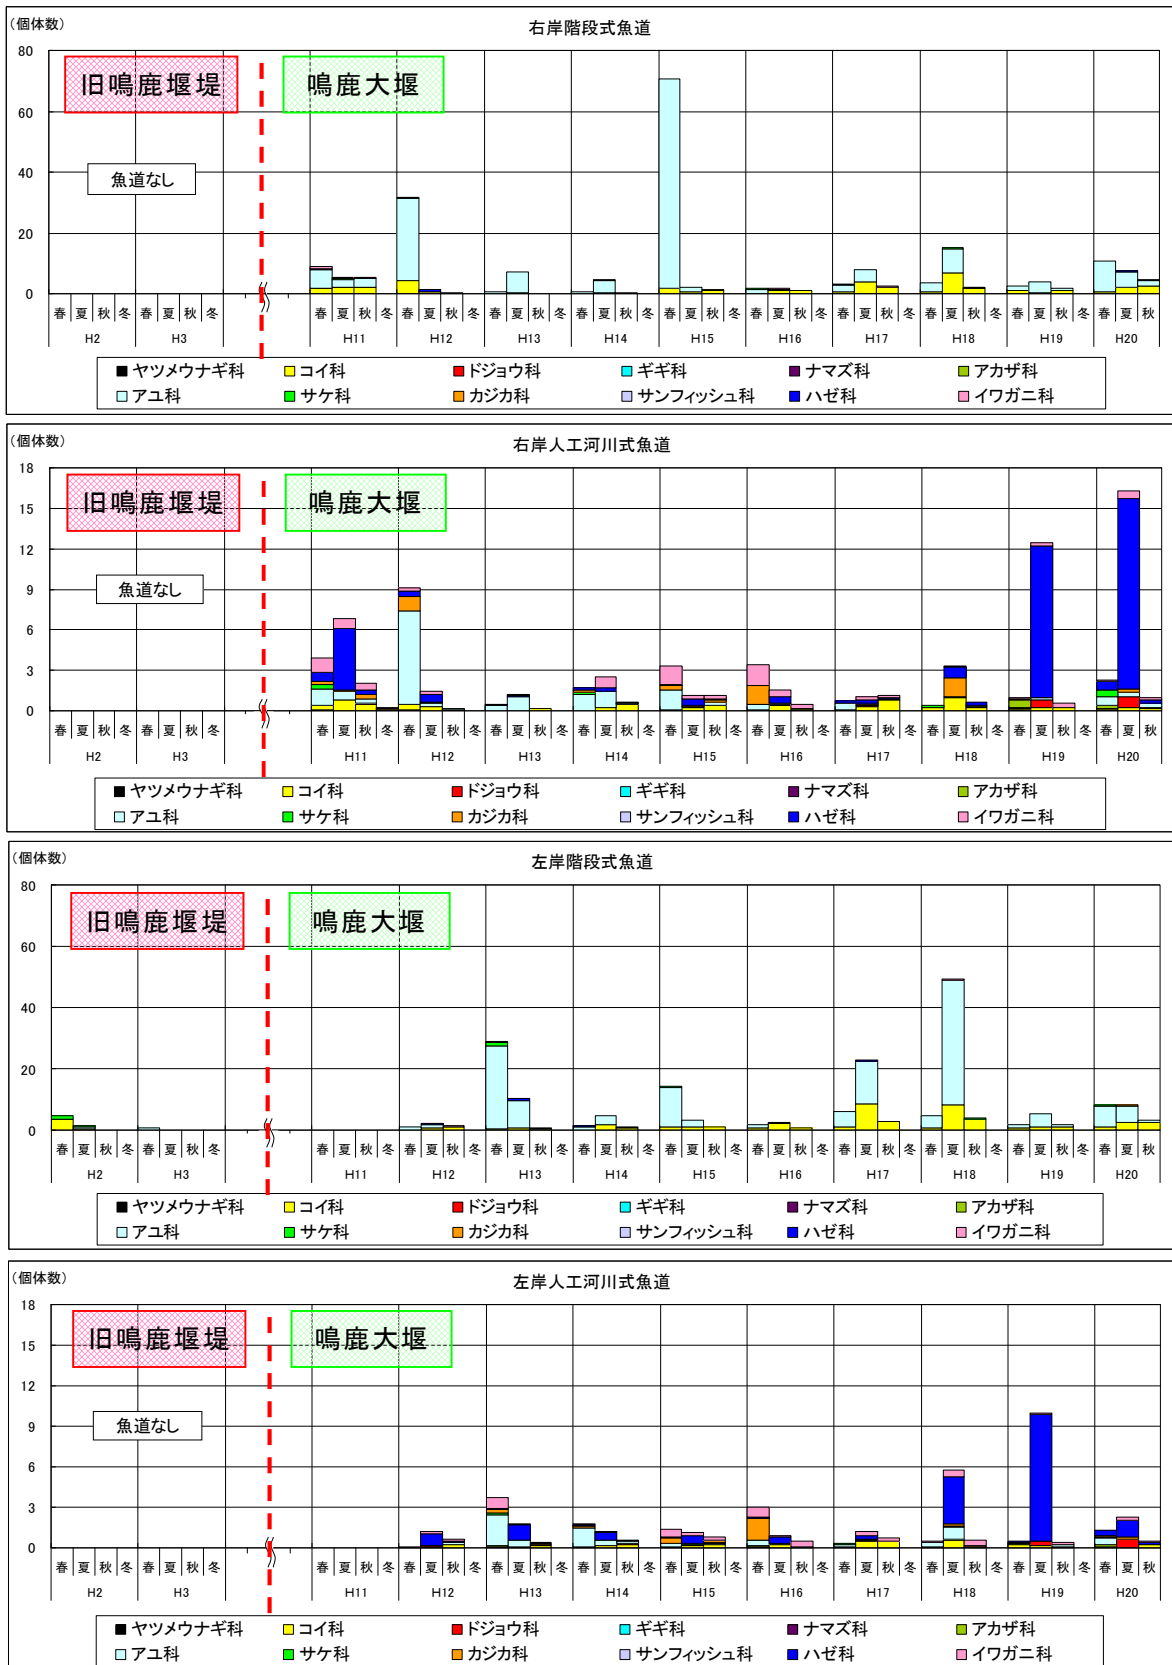 (個体数)
右岸階段式魚道
80
60
40
20
0
旧鳴鹿堰堤
鳴鹿大堰
魚道なし
春 夏 秋 冬 春 夏 秋 冬 春 夏 秋 冬 春 夏 秋 冬 春 夏 秋 冬 春 夏 秋 冬 春 夏 秋 冬 春 夏 秋 冬 春 夏 秋 冬 春 夏 秋 冬 春 夏 秋 冬 春 夏 秋
H2 H3 H11 H12 H13 H14 H15 H16 H17 H18 H19 H20
ヤツメウナギ科 コイ科 ドジョウ科 ギギ科 ナマズ科 アカザ科
アユ科 サケ科 カジカ科 サンフィッシュ科 ハゼ科 イワガニ科
(個体数)
右岸人工河川式魚道
18
15
12
9
6
3
0
旧鳴鹿堰堤
鳴鹿大堰
魚道なし
春 夏 秋 冬 春 夏 秋 冬 春 夏 秋 冬 春 夏 秋 冬 春 夏 秋 冬 春 夏 秋 冬 春 夏 秋 冬 春 夏 秋 冬 春 夏 秋 冬 春 夏 秋 冬 春 夏 秋 冬 春 夏 秋
H2 H3 H11 H12 H13 H14 H15 H16 H17 H18 H19 H20
ヤツメウナギ科 コイ科 ドジョウ科 ギギ科 ナマズ科 アカザ科
アユ科 サケ科 カジカ科 サンフィッシュ科 ハゼ科 イワガニ科
(個体数)
左岸階段式魚道
80
60
40
20
0
旧鳴鹿堰堤
鳴鹿大堰
春 夏 秋 冬 春 夏 秋 冬 春 夏 秋 冬 春 夏 秋 冬 春 夏 秋 冬 春 夏 秋 冬 春 夏 秋 冬 春 夏 秋 冬 春 夏 秋 冬 春 夏 秋 冬 春 夏 秋 冬 春 夏 秋
H2 H3 H11 H12 H13 H14 H15 H16 H17 H18 H19 H20
ヤツメウナギ科 コイ科 ドジョウ科 ギギ科 ナマズ科 アカザ科
アユ科 サケ科 カジカ科 サンフィッシュ科 ハゼ科 イワガニ科
(個体数)
左岸人工河川式魚道
18
15
12
9
6
3
0
旧鳴鹿堰堤
鳴鹿大堰
魚道なし
春 夏 秋 冬 春 夏 秋 冬 春 夏 秋 冬 春 夏 秋 冬 春 夏 秋 冬 春 夏 秋 冬 春 夏 秋 冬 春 夏 秋 冬 春 夏 秋 冬 春 夏 秋 冬 春 夏 秋 冬 春 夏 秋
H2 H3 H11 H12 H13 H14 H15 H16 H17 H18 H19 H20
ヤツメウナギ科 コイ科 ドジョウ科 ギギ科 ナマズ科 アカザ科
アユ科 サケ科 カジカ科 サンフィッシュ科 ハゼ科 イワガニ科